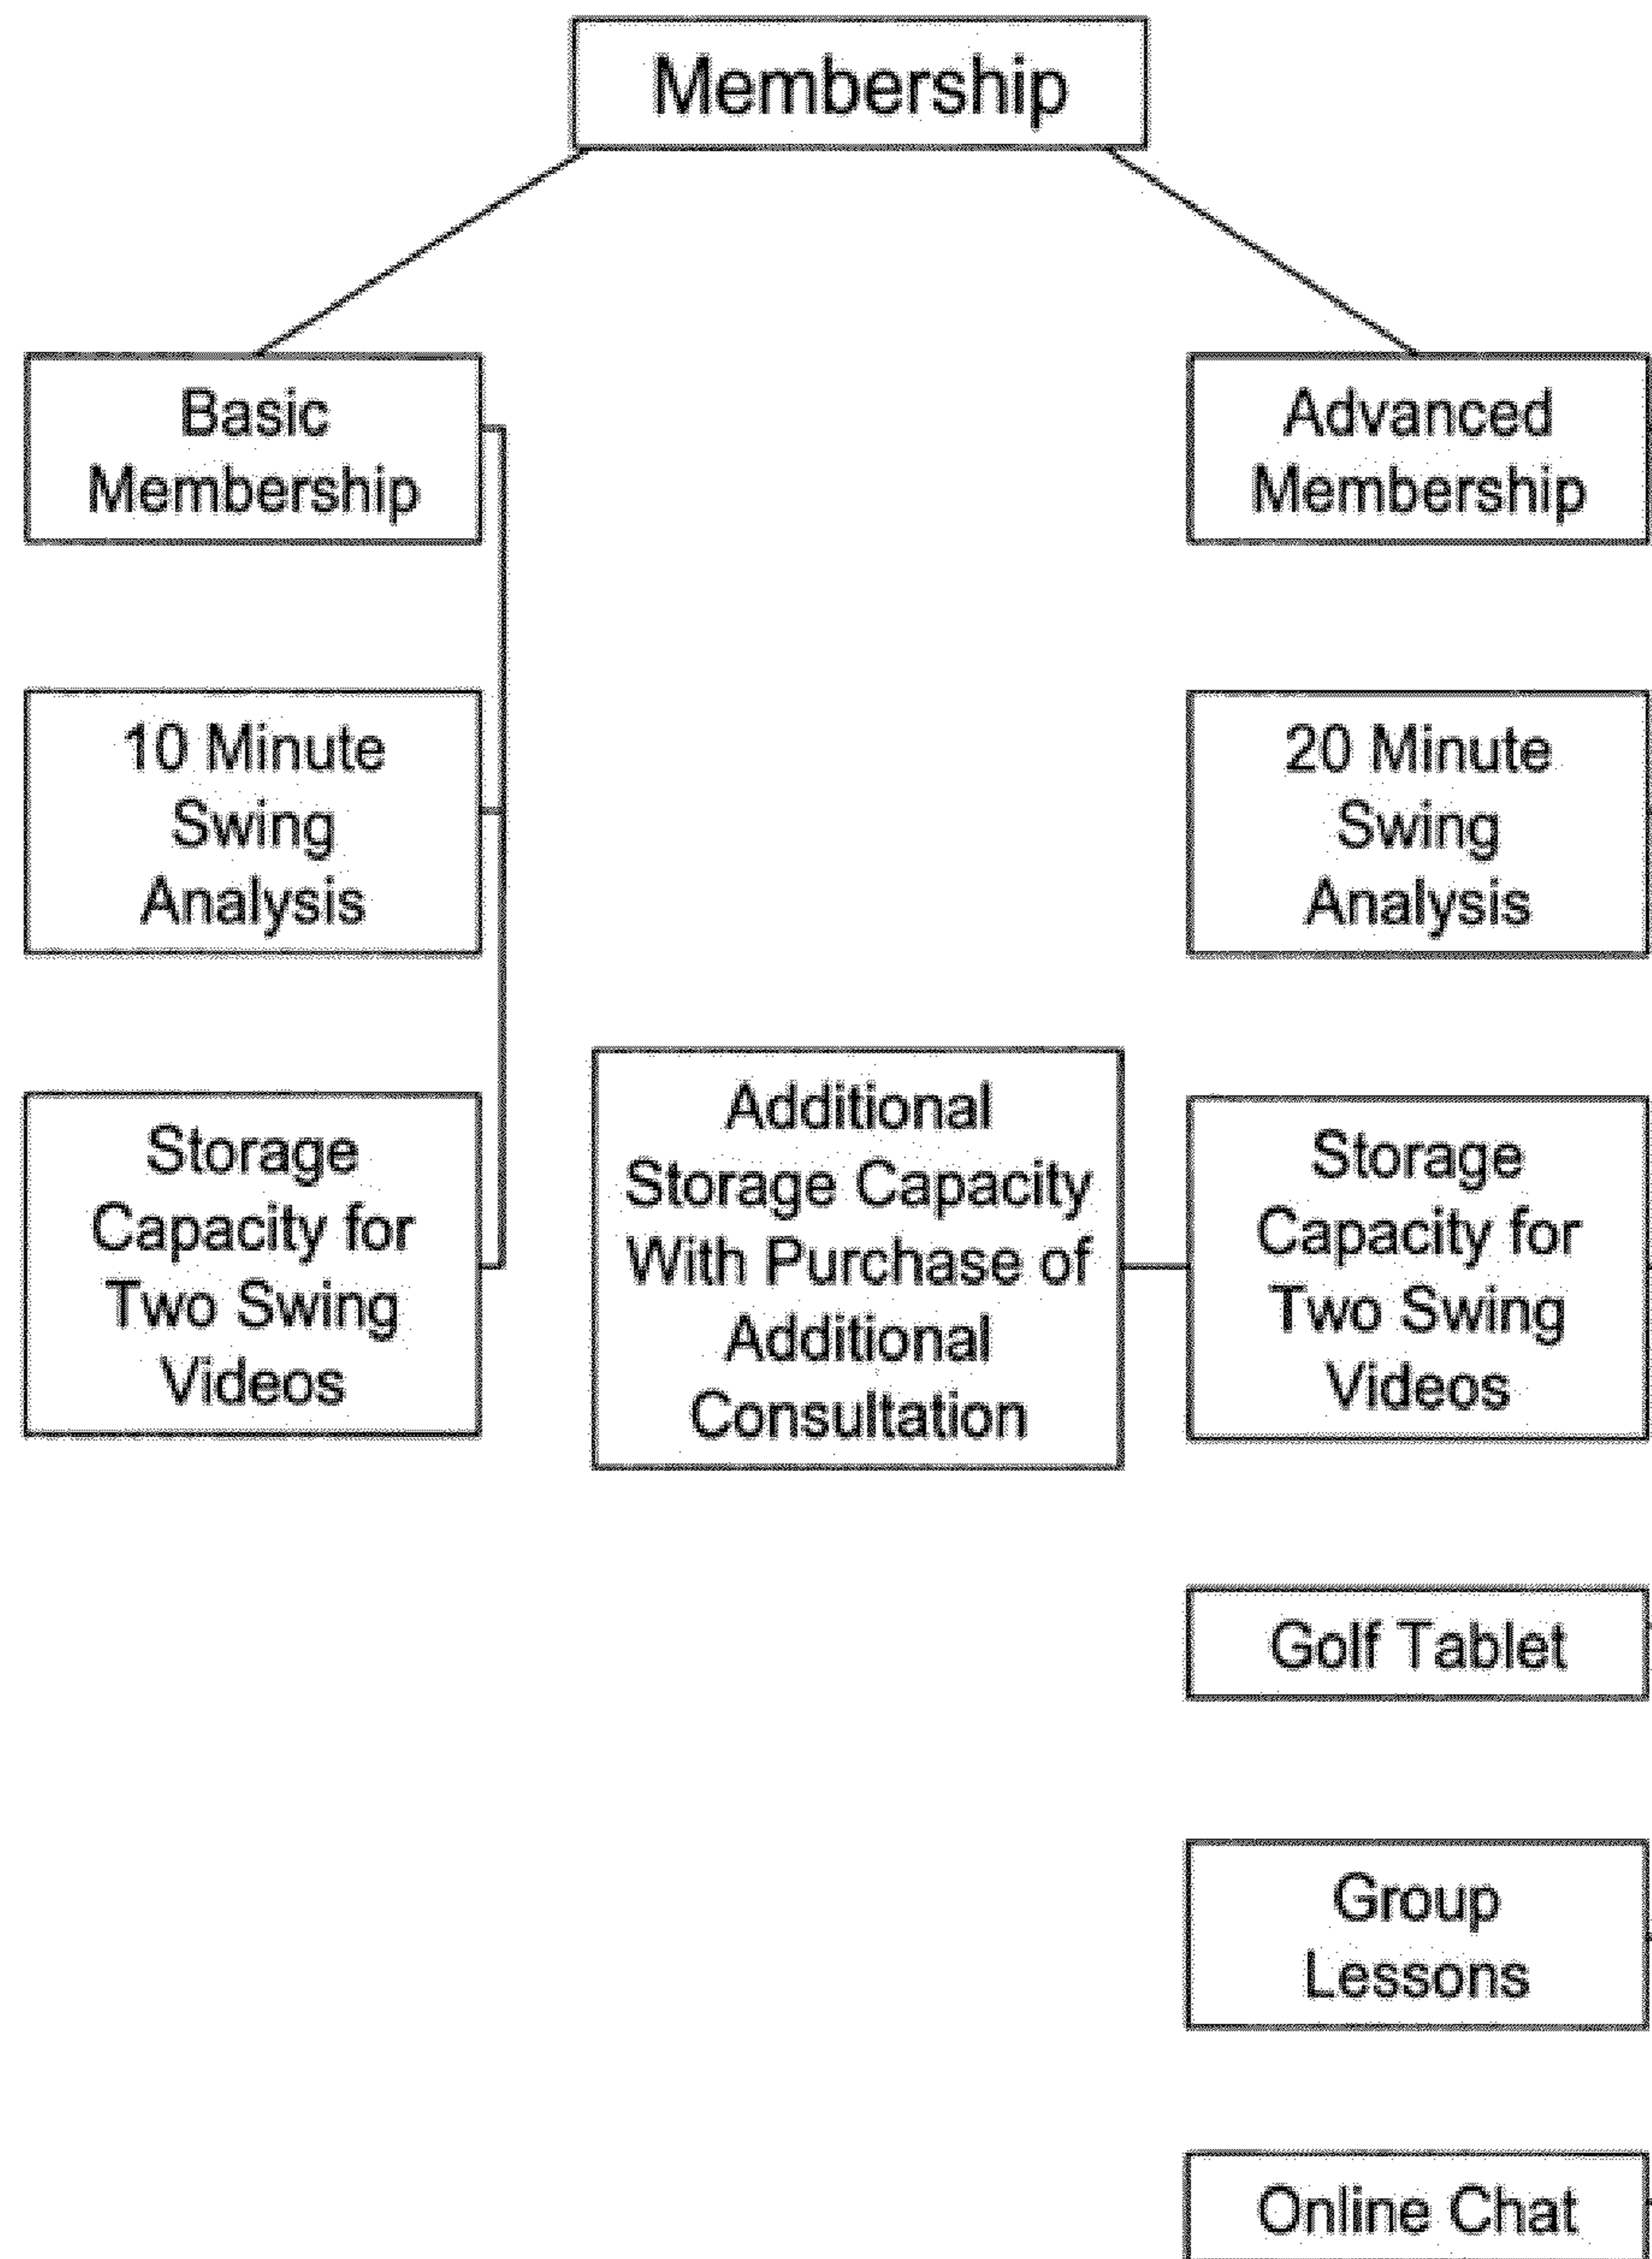 Membership
Basic
Membership
Advanced
Membership
10 Minute
Swing
Analysis
20 Minute
Swing
Analysis
Storage
Capacity for
Two Swing
Videos
Additional
Storage Capacity
With Purchase of
Additional
Consultation
Storage
Capacity for
Two Swing
Videos
Golf Tablet
Group
Lessons
Online Chat